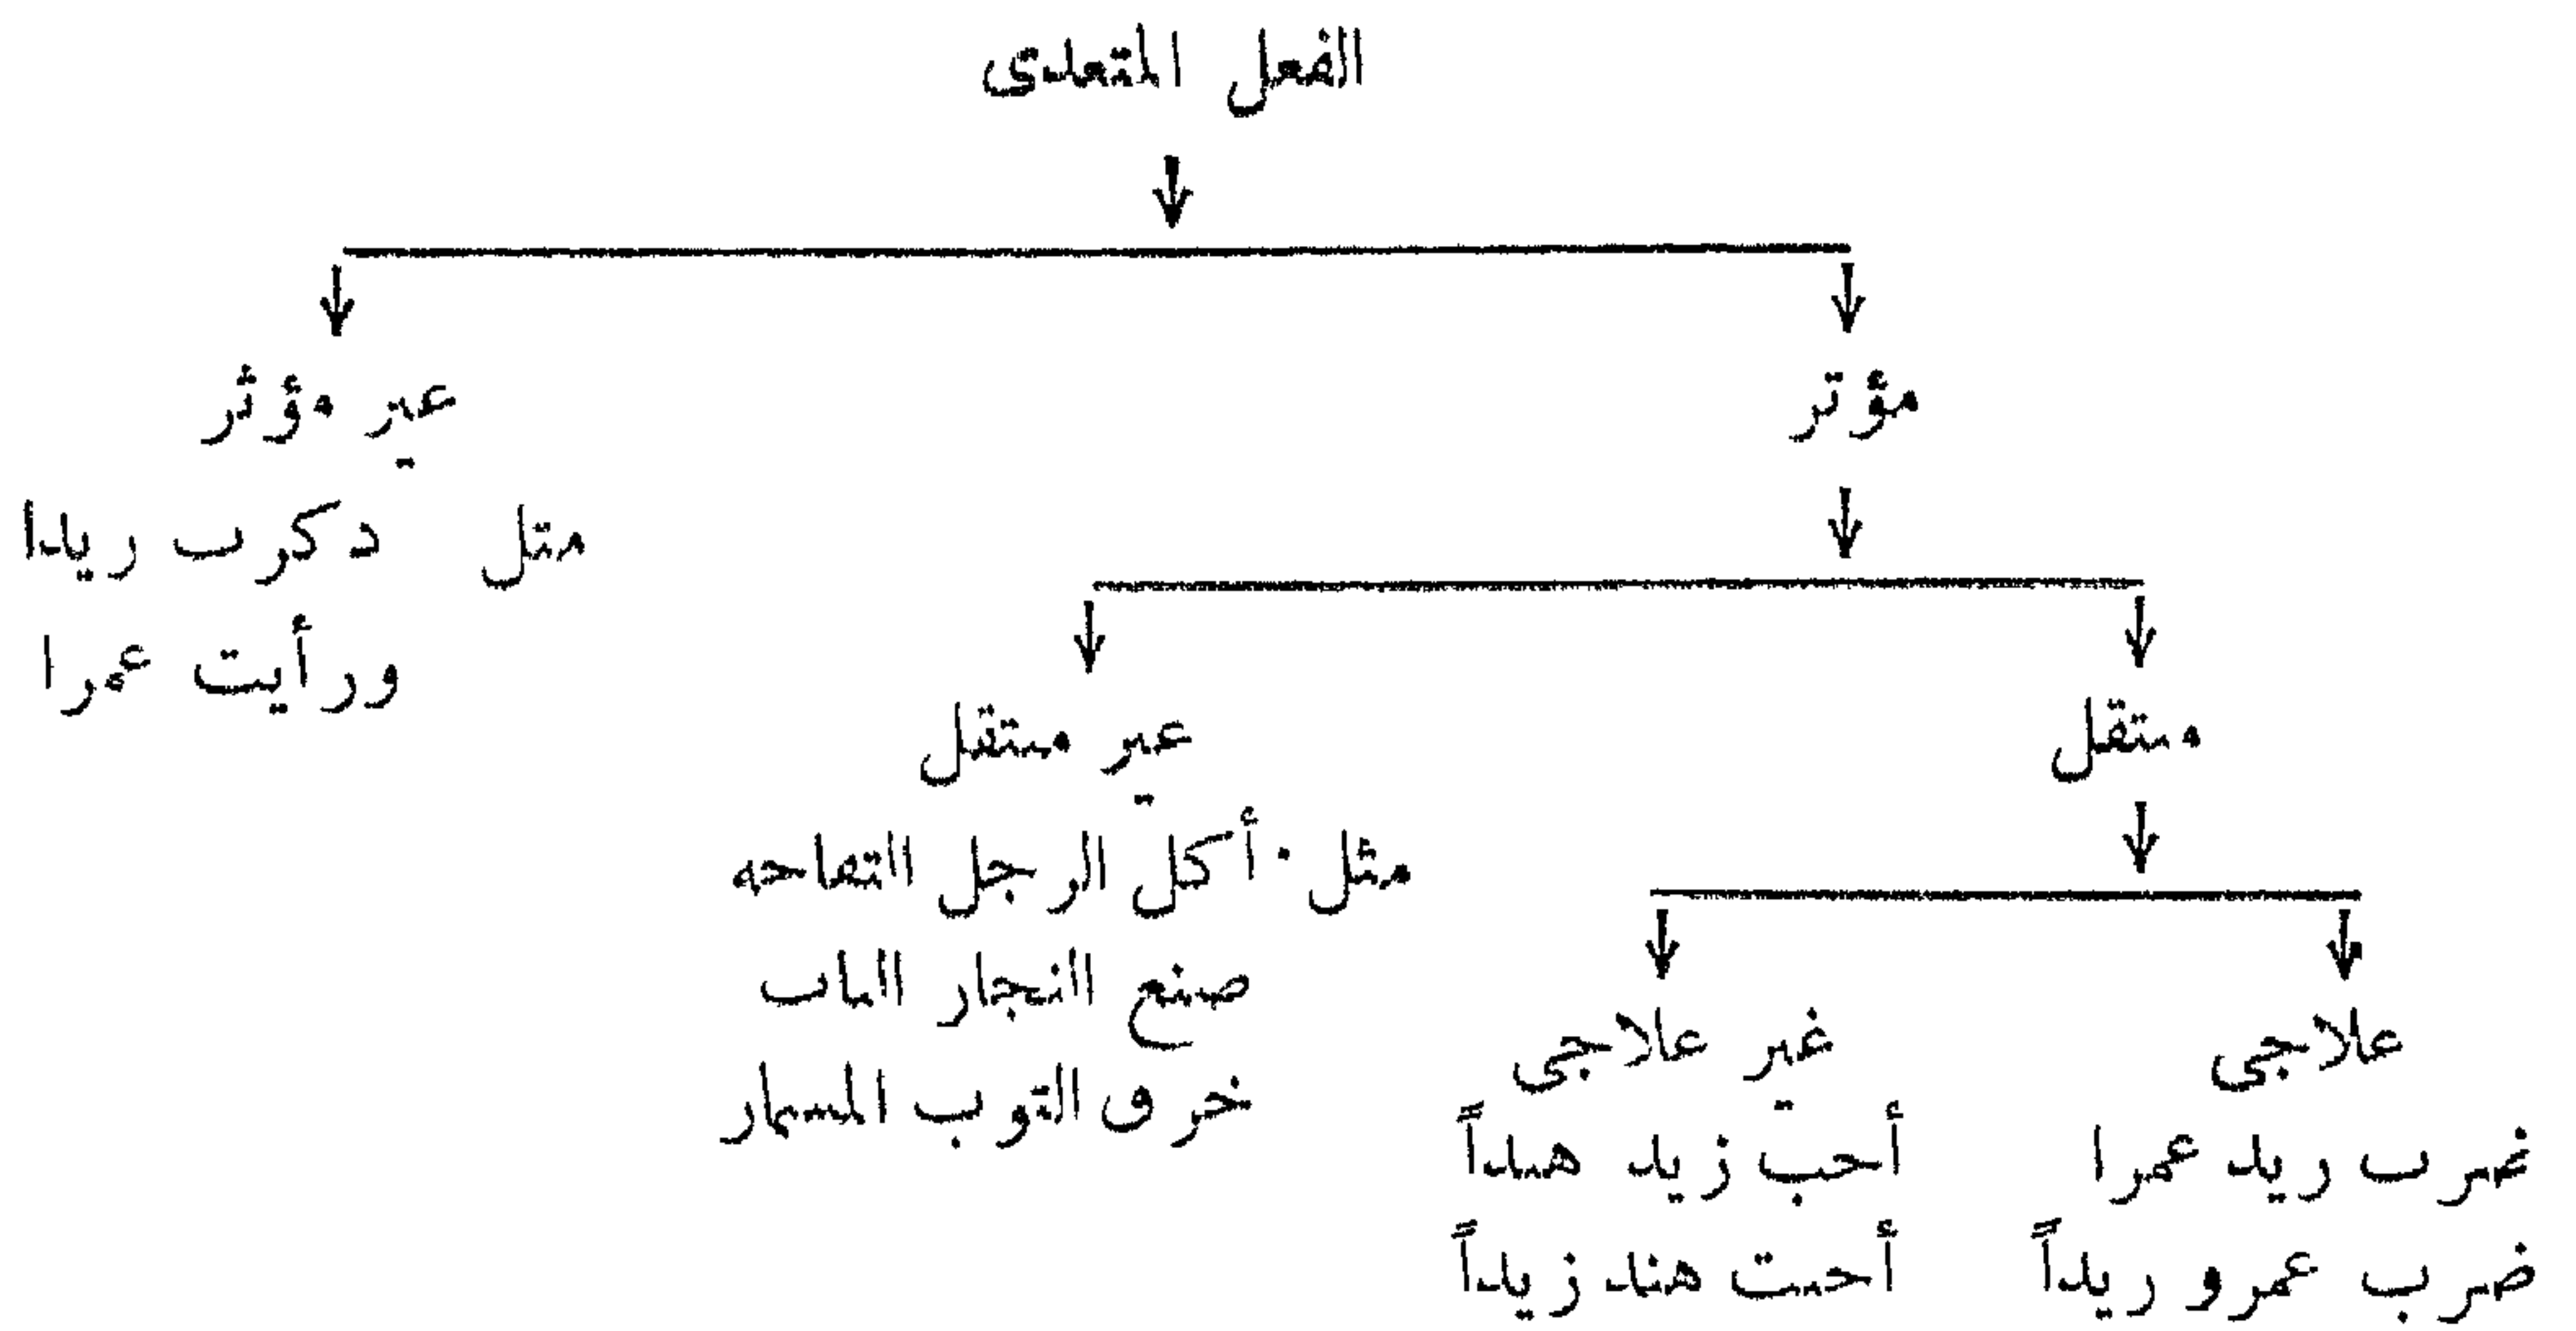 الفعل المتعدى
مؤثر
غير مؤثر
مثل ذكرت زيدا
ورأيت عمرا
منتقل
غير منتقل
مثل: أكل الرجل التفاحه
صنع النجار الباب
خرق الثوب المسمار
علاجى
ضرب زيد عمرا
ضرب عمرو زيداً
غير علاجى
أحب زيد هنداً
أحبت هند زيداً